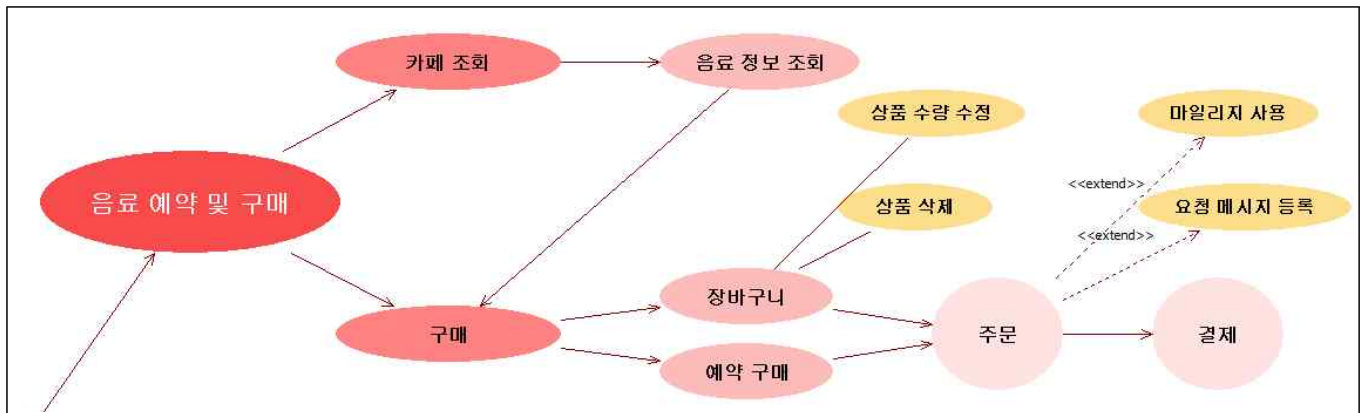 카페 조회
음료 정보 조회
상품 수량 수정
마일리지 사용
<<extend>>
음료 예약 및 구매
상품 삭제
요청 메시지 등록
<<extend>>
장바구니
구매
주문
결제
예약 구매